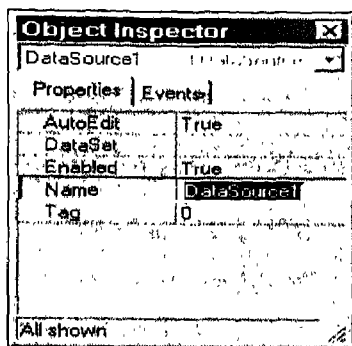 Object Inspector
DataSource1
Properties Events
AutoEdit True
DataSet
Enabled True
Name DataSource1
Tag 0
All shown